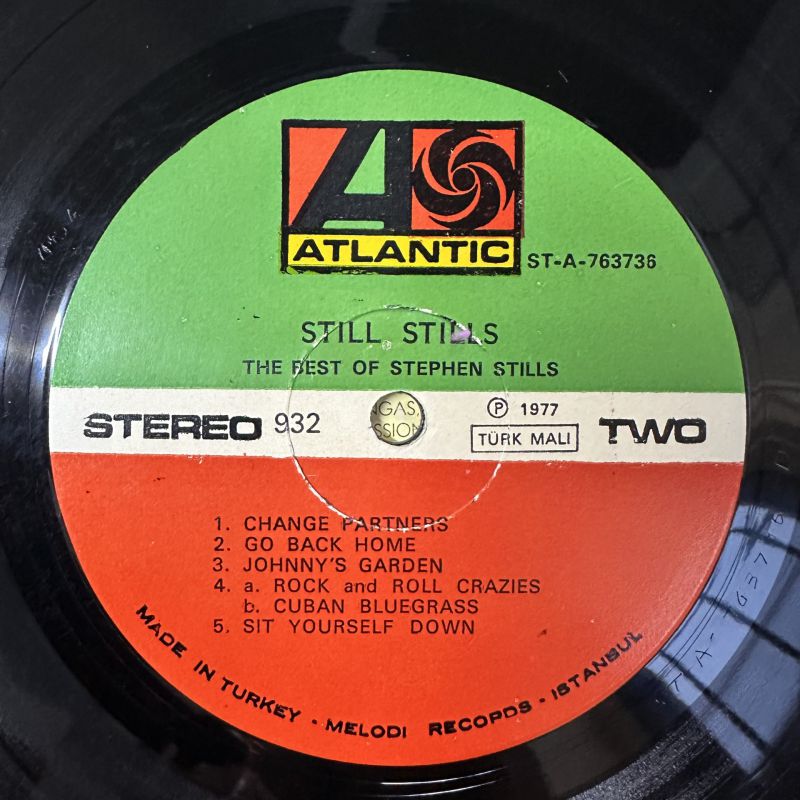 ATLANTIC
ST-A-763736
STILL STILLS
THE BEST OF STEPHEN STILLS
STEREO 932
NGAS,
SSION
Ⓟ 1977
TÜRK MALI
TWO
1. CHANGE PARTNERS
2. GO BACK HOME
3. JOHNNY'S GARDEN
4. a. ROCK and ROLL CRAZIES
b. CUBAN BLUEGRASS
5. SIT YOURSELF DOWN
MADE IN TURKEY · MELODI RECORDS · ISTANBUL